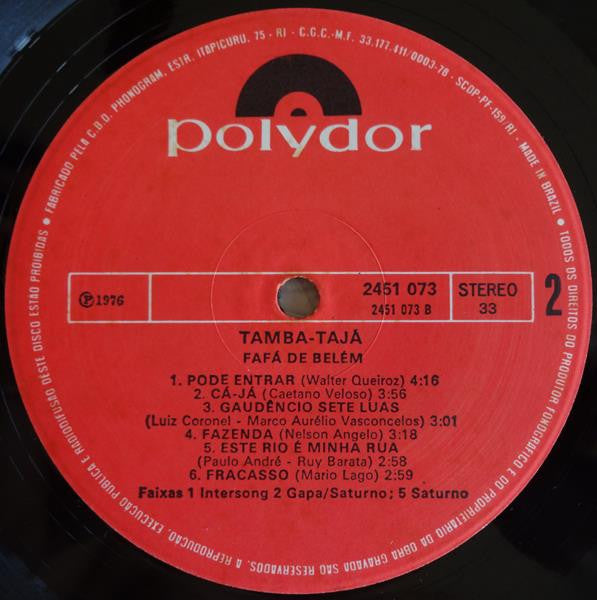 FABRICADO PELA C.B.D. PHONOGRAM, ESTR. ITAPICURU, 75 - RJ - C.G.C.-M.F. 33.177.411/0003-78 - SCDP-PF-159/RJ - MADE IN BRAZIL • TODOS OS DIREITOS DO PRODUTOR FONOGRÁFICO E DO PROPRIETÁRIO DA OBRA GRAVADA SÃO RESERVADOS. A REPRODUÇÃO, EXECUÇÃO PÚBLICA E RADIODIFUSÃO DESTE DISCO ESTÃO PROIBIDAS •
polydor
℗ 1976
2451 073
2451 073 B
STEREO
33
2
TAMBA-TAJÁ
FAFÁ DE BELÉM
1. PODE ENTRAR (Walter Queiroz) 4:16
2. CÁ-JÁ (Caetano Veloso) 3:56
3. GAUDÊNCIO SETE LUAS
(Luiz Coronel - Marco Aurélio Vasconcelos) 3:01
4. FAZENDA (Nelson Angelo) 3:18
5. ESTE RIO É MINHA RUA
(Paulo André - Ruy Barata) 2:58
6. FRACASSO (Mario Lago) 2:59
Faixas 1 Intersong 2 Gapa/Saturno; 5 Saturno